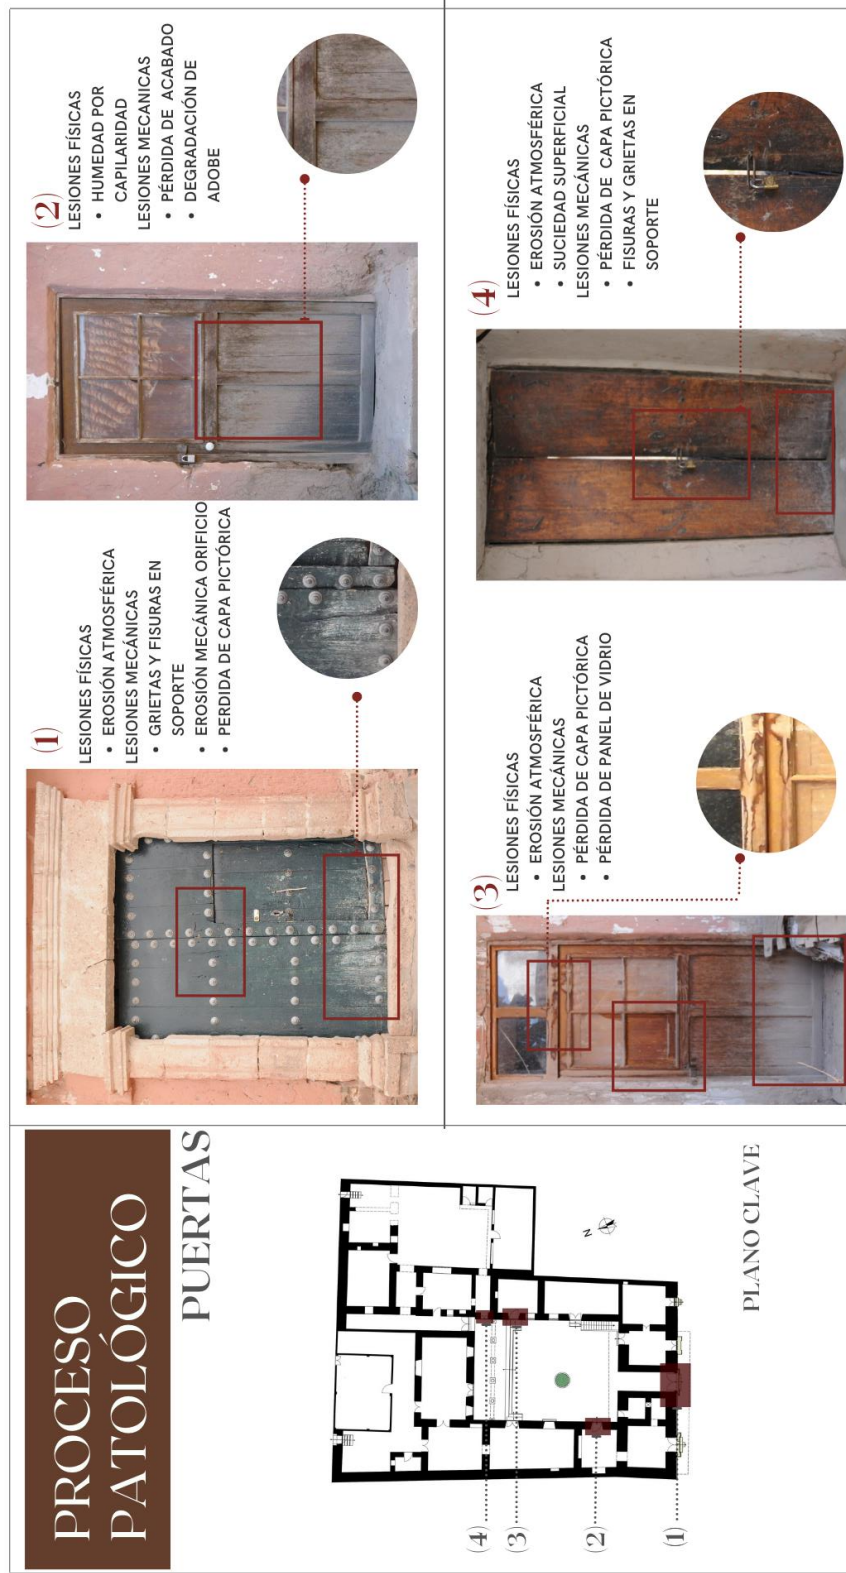 PROCESO
PATOLÓGICO
PUERTAS
N
(4)
(3)
(2)
(1)
PLANO CLAVE
(1)
LESIONES FÍSICAS
• EROSIÓN ATMOSFÉRICA
LESIONES MECÁNICAS
• GRIETAS Y FISURAS EN
SOPORTE
• EROSIÓN MECÁNICA ORIFICIO
• PERDIDA DE CAPA PICTÓRICA
(2)
LESIONES FÍSICAS
• HUMEDAD POR
CAPILARIDAD
LESIONES MECANICAS
• PÉRDIDA DE ACABADO
• DEGRADACIÓN DE
ADOBE
(3)
LESIONES FÍSICAS
• EROSIÓN ATMOSFÉRICA
LESIONES MECÁNICAS
• PÉRDIDA DE CAPA PICTÓRICA
• PÉRDIDA DE PANEL DE VIDRIO
(4)
LESIONES FÍSICAS
• EROSIÓN ATMOSFÉRICA
• SUCIEDAD SUPERFICIAL
LESIONES MECÁNICAS
• PÉRDIDA DE CAPA PICTÓRICA
• FISURAS Y GRIETAS EN
SOPORTE